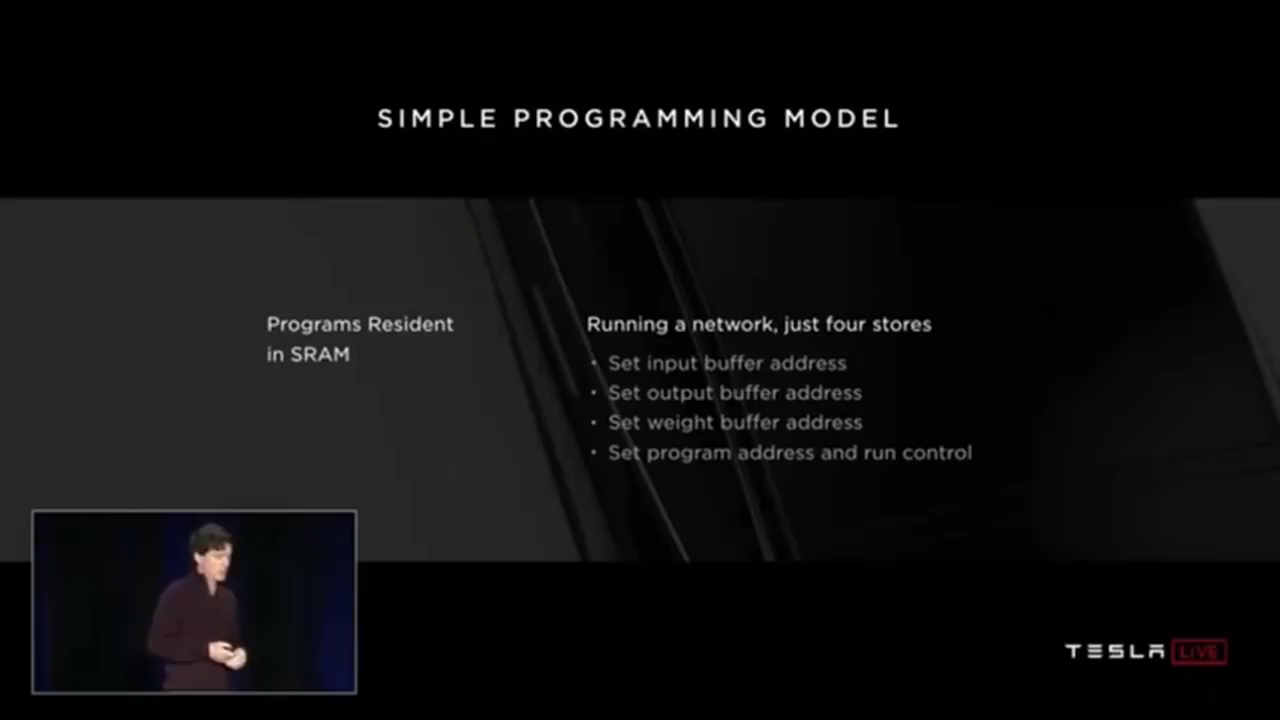 SIMPLE PROGRAMMING MODEL
Programs Resident
in SRAM
Running a network, just four stores
• Set input buffer address
• Set output buffer address
• Set weight buffer address
• Set program address and run control
TESLA LIVE